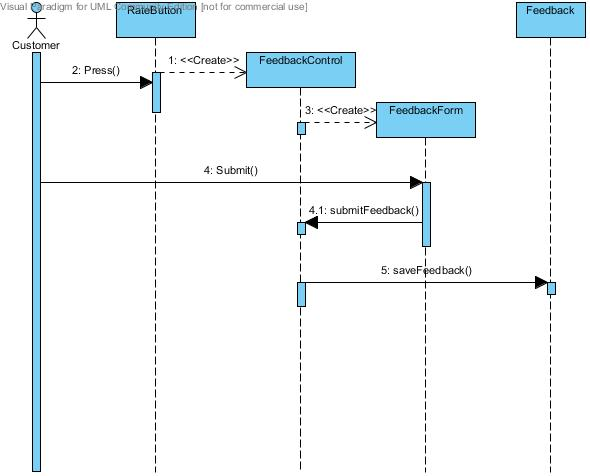 Visual Paradigm for UML Community Edition [not for commercial use]
RateButton
Feedback
Customer
1: <<Create>>
FeedbackControl
2: Press()
3: <<Create>>
FeedbackForm
4: Submit()
4.1: submitFeedback()
5: saveFeedback()